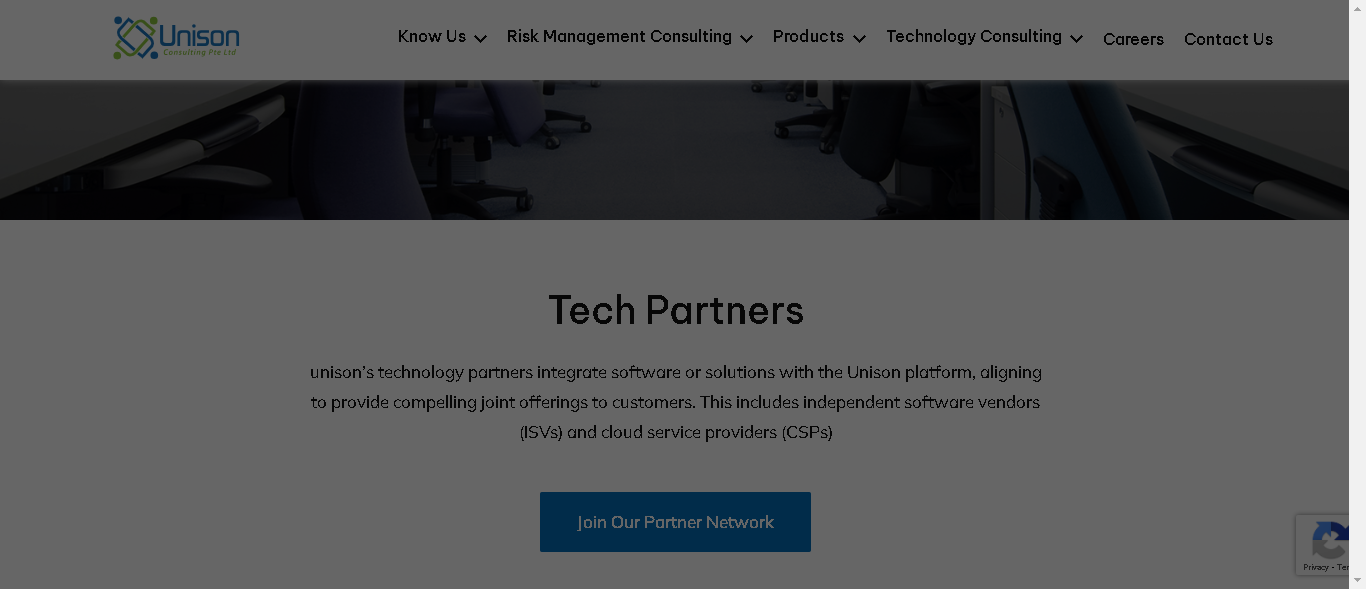 Unison
Consulting Pte Ltd
Know Us
Risk Management Consulting
Products
Technology Consulting
Careers
Contact Us
Tech Partners
unison's technology partners integrate software or solutions with the Unison platform, aligning
to provide compelling joint offerings to customers. This includes independent software vendors
(ISVs) and cloud service providers (CSPs)
Join Our Partner Network
Privacy -